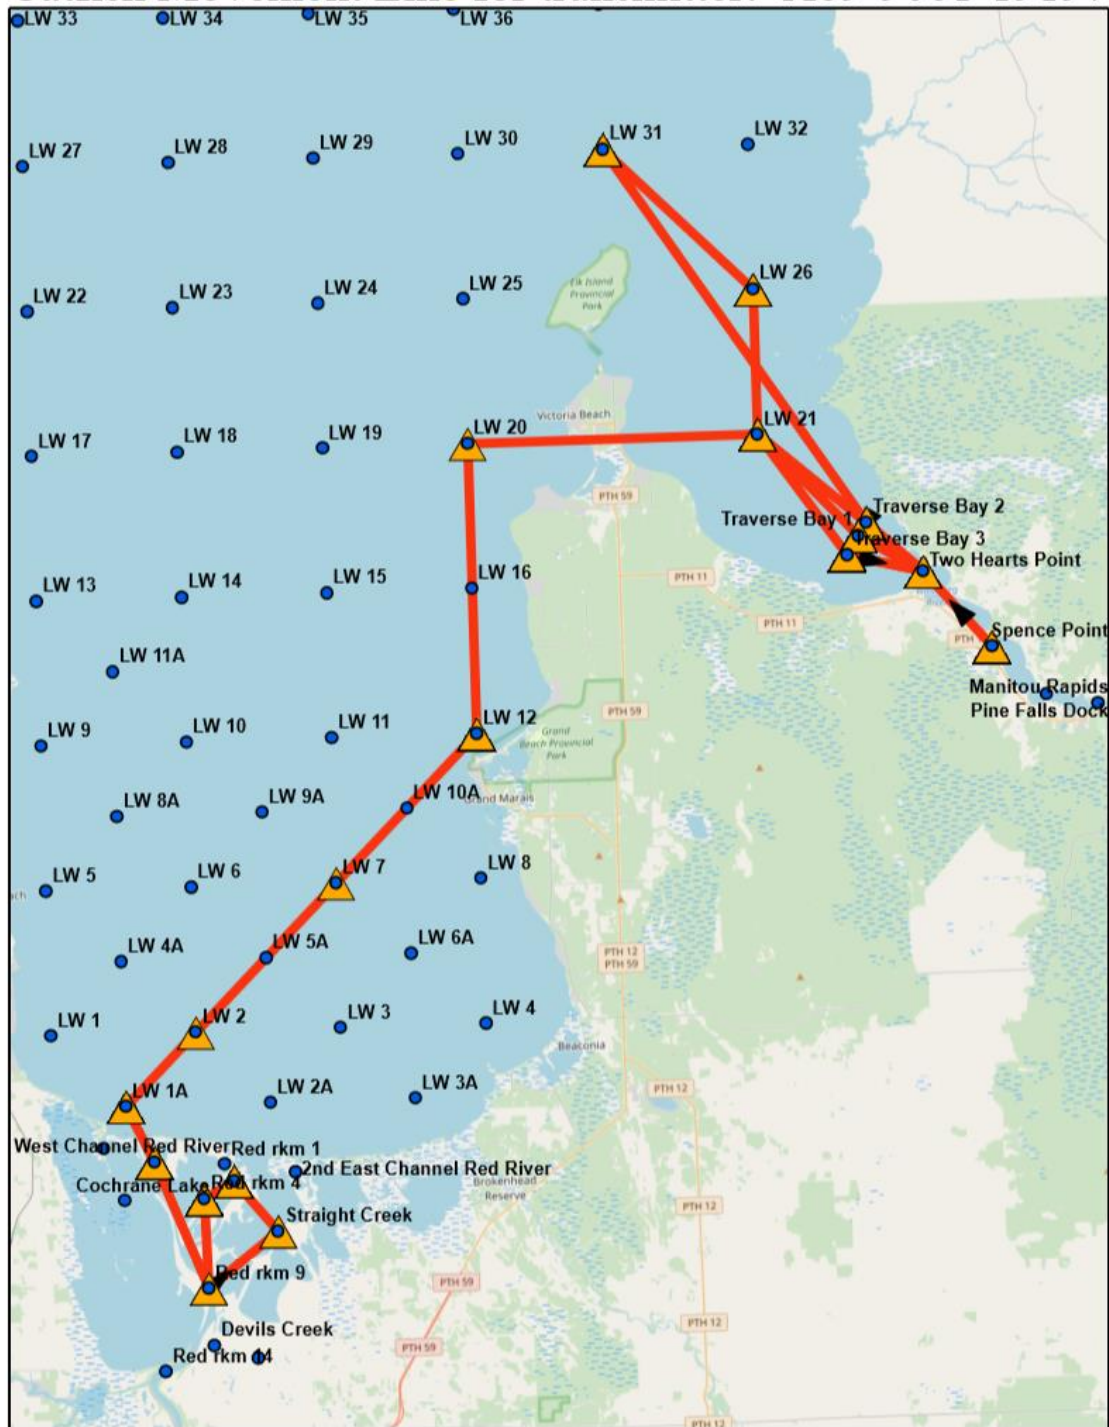 LW 33
LW 34
LW 35
LW 36
LW 27
LW 28
LW 29
LW 30
LW 31
LW 32
LW 22
LW 23
LW 24
LW 25
Elk Island
Provincial
Park
LW 26
Victoria Beach
LW 17
LW 18
LW 19
LW 20
LW 21
PTH 59
Traverse Bay 1
Traverse Bay 2
Traverse Bay 3
Two Hearts Point
LW 13
LW 14
LW 15
LW 16
PTH 11
PTH 11
PTH
Spence Point
LW 11A
Manitou Rapids
Pine Falls Dock
LW 9
LW 10
LW 11
LW 12
PTH 59
Grand
Beach Provincial
Park
LW 8A
LW 9A
LW 10A
Grand Marais
LW 5
LW 6
LW 7
LW 8
LW 4A
LW 5A
LW 6A
PTH 12
PTH 59
LW 1
LW 2
LW 3
LW 4
Beaconia
LW 1A
LW 2A
LW 3A
PTH 12
West Channel Red River
Red rkm 1
2nd East Channel Red River
Cochrane Lake
Red rkm 4
Brokenhead
Reserve
Straight Creek
PTH 12
Red rkm 9
PTH 59
Devils Creek
PTH 12
Red rkm 14
PTH 59
PTH 12